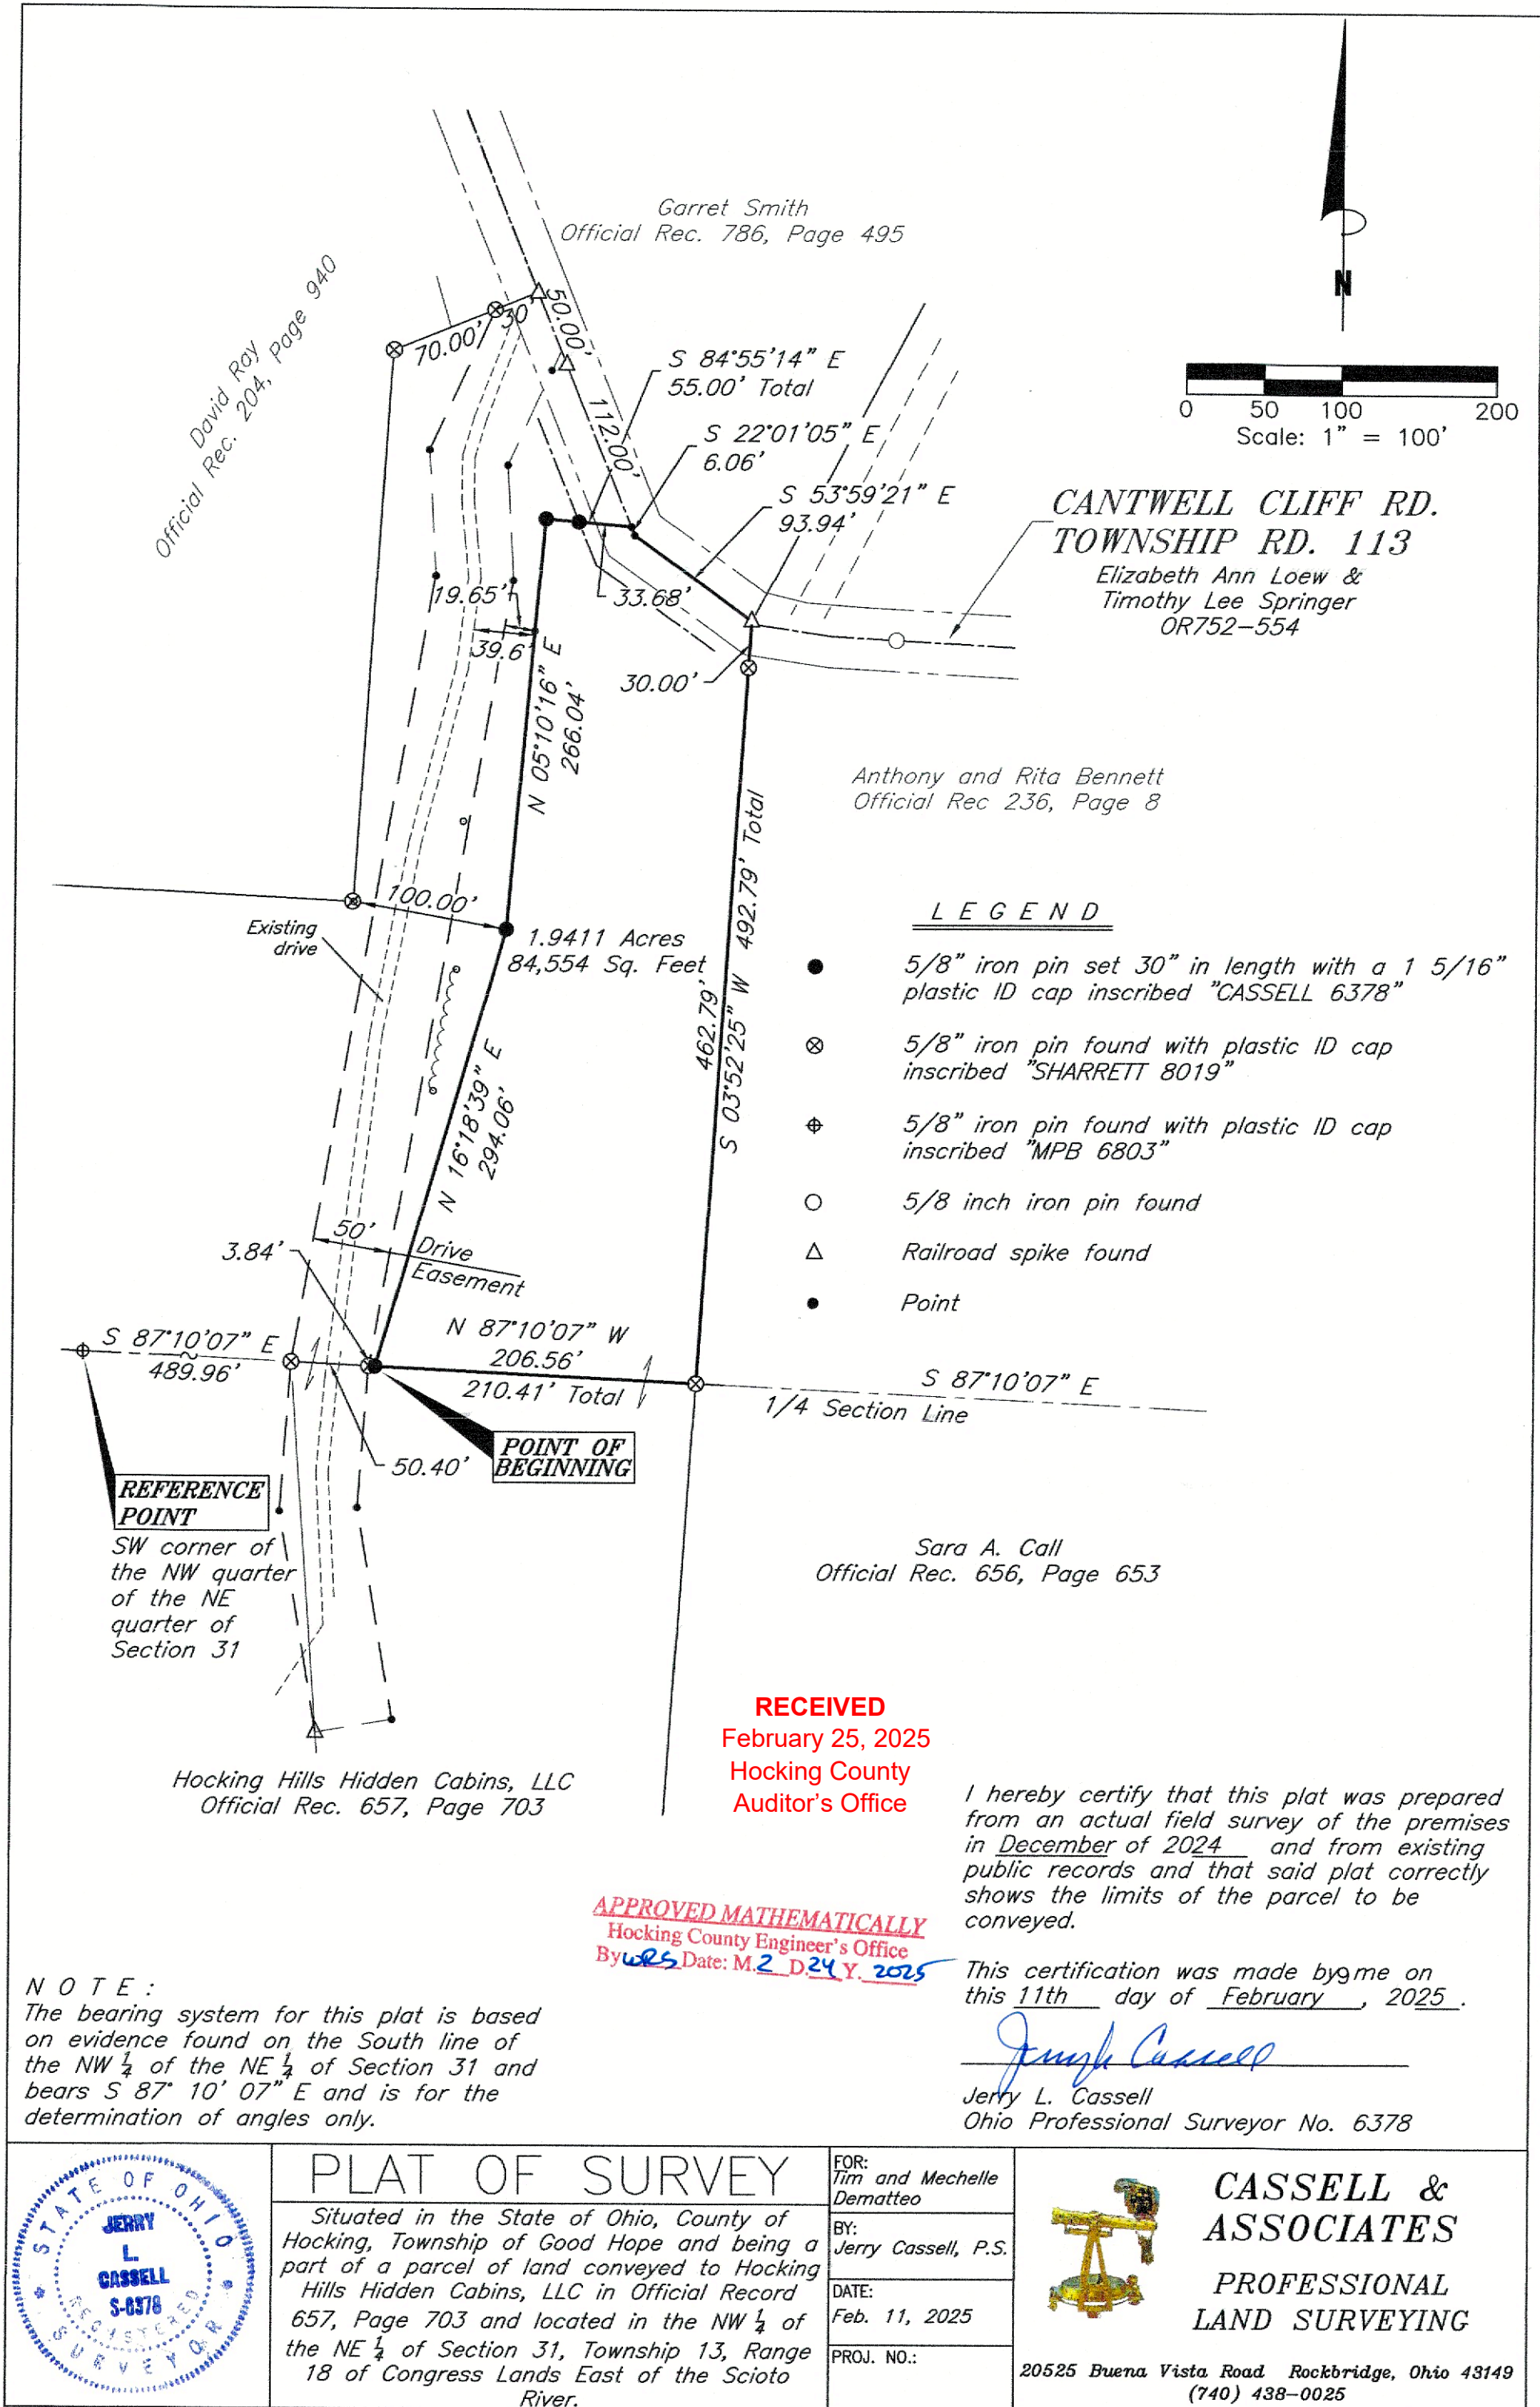 Garret Smith
Official Rec. 786, Page 495
David Ray
Official Rec. 204, Page 940
N
0 50 100 200
Scale: 1" = 100'
70.00'
30'
50.00'
112.00'
S 84°55'14" E
55.00' Total
S 22°01'05" E
6.06'
S 53°59'21" E
93.94'
CANTWELL CLIFF RD.
TOWNSHIP RD. 113
Elizabeth Ann Loew &
Timothy Lee Springer
OR752-554
19.65'
39.6'
33.68'
30.00'
N 05°10'16" E
266.04'
Anthony and Rita Bennett
Official Rec 236, Page 8
100.00'
Existing
drive
1.9411 Acres
84,554 Sq. Feet
462.79'
S 03°52'25" W 492.79' Total
N 16°18'39" E
294.06'
LEGEND
5/8" iron pin set 30" in length with a 1 5/16"
plastic ID cap inscribed "CASSELL 6378"
5/8" iron pin found with plastic ID cap
inscribed "SHARRETT 8019"
5/8" iron pin found with plastic ID cap
inscribed "MPB 6803"
5/8 inch iron pin found
Railroad spike found
Point
50'
Drive
Easement
3.84'
S 87°10'07" E
489.96'
N 87°10'07" W
206.56'
210.41' Total
S 87°10'07" E
1/4 Section Line
50.40'
POINT OF
BEGINNING
REFERENCE
POINT
SW corner of
the NW quarter
of the NE
quarter of
Section 31
Sara A. Call
Official Rec. 656, Page 653
Hocking Hills Hidden Cabins, LLC
Official Rec. 657, Page 703
RECEIVED
February 25, 2025
Hocking County
Auditor's Office
I hereby certify that this plat was prepared
from an actual field survey of the premises
in December of 2024 and from existing
public records and that said plat correctly
shows the limits of the parcel to be
conveyed.
APPROVED MATHEMATICALLY
Hocking County Engineer's Office
By WRS Date: M. 2 D. 24 Y. 2025
This certification was made by me on
this 11th day of February, 2025.
Jerry L. Cassell
Jerry L. Cassell
Ohio Professional Surveyor No. 6378
NOTE:
The bearing system for this plat is based
on evidence found on the South line of
the NW 1/4 of the NE 1/4 of Section 31 and
bears S 87° 10' 07" E and is for the
determination of angles only.
STATE OF OHIO
JERRY
L.
CASSELL
S-6378
REGISTERED
SURVEYOR
PLAT OF SURVEY
Situated in the State of Ohio, County of
Hocking, Township of Good Hope and being a
part of a parcel of land conveyed to Hocking
Hills Hidden Cabins, LLC in Official Record
657, Page 703 and located in the NW 1/4 of
the NE 1/4 of Section 31, Township 13, Range
18 of Congress Lands East of the Scioto
River.
FOR:
Tim and Mechelle
Dematteo
BY:
Jerry Cassell, P.S.
DATE:
Feb. 11, 2025
PROJ. NO.:
CASSELL &
ASSOCIATES
PROFESSIONAL
LAND SURVEYING
20525 Buena Vista Road Rockbridge, Ohio 43149
(740) 438-0025